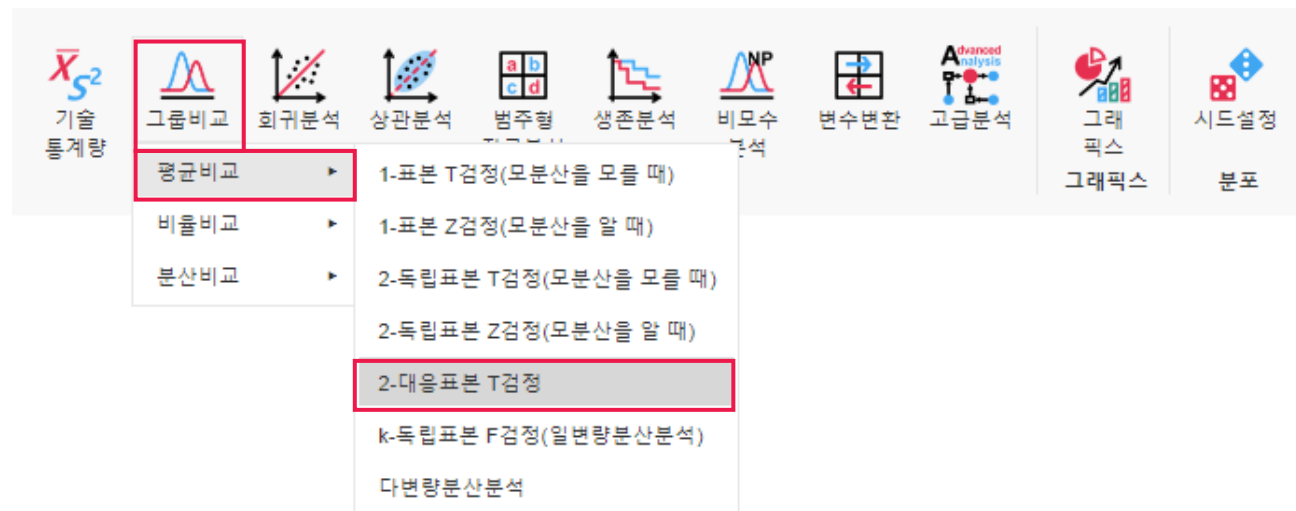 X̄ S²
기술
통계량
그룹비교
회귀분석
상관분석
a b
c d
범주형
생존분석
NP
비모수
분석
변수변환
Advanced
Analysis
고급분석
그래
픽스
그래픽스
시드설정
분포
평균비교
비율비교
분산비교
1-표본 T검정(모분산을 모를 때)
1-표본 Z검정(모분산을 알 때)
2-독립표본 T검정(모분산을 모를 때)
2-독립표본 Z검정(모분산을 알 때)
2-대응표본 T검정
k-독립표본 F검정(일변량분산분석)
다변량분산분석